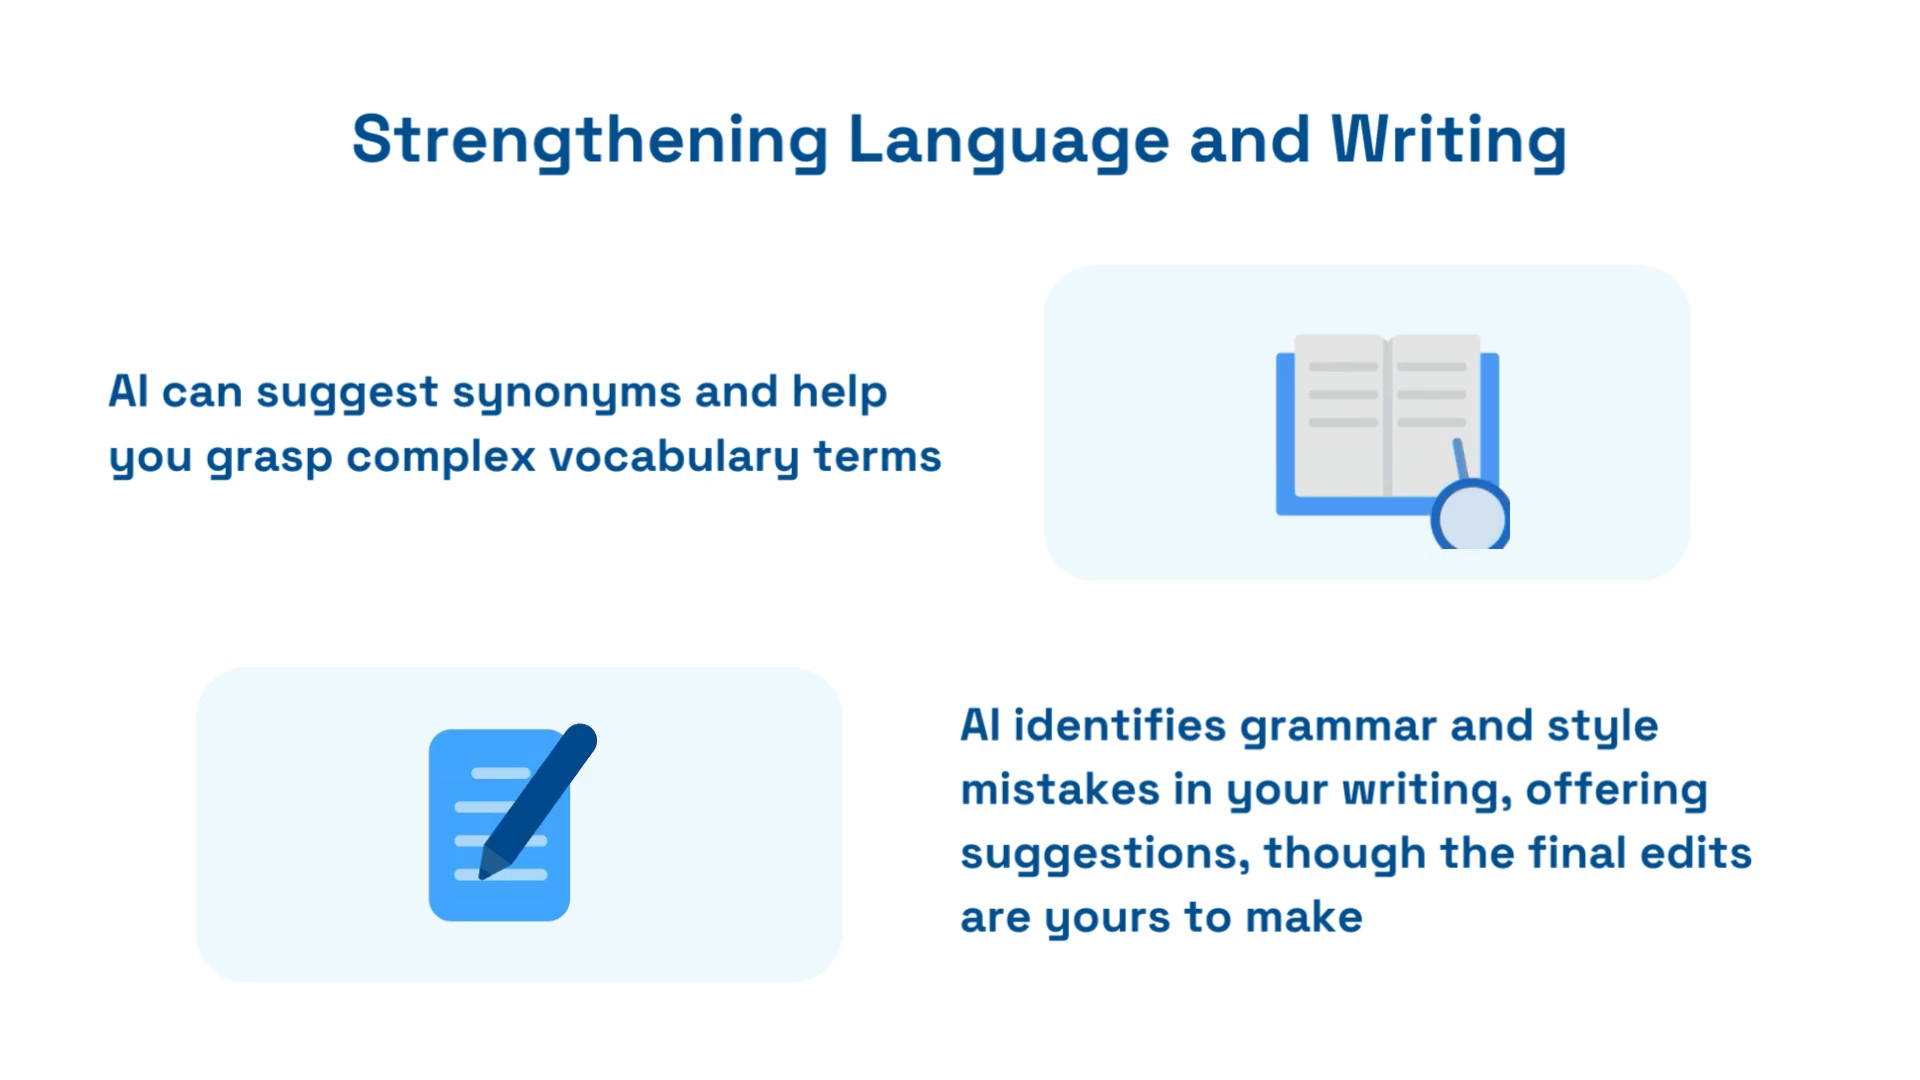 Strengthening Language and Writing
AI can suggest synonyms and help
you grasp complex vocabulary terms
AI identifies grammar and style
mistakes in your writing, offering
suggestions, though the final edits
are yours to make